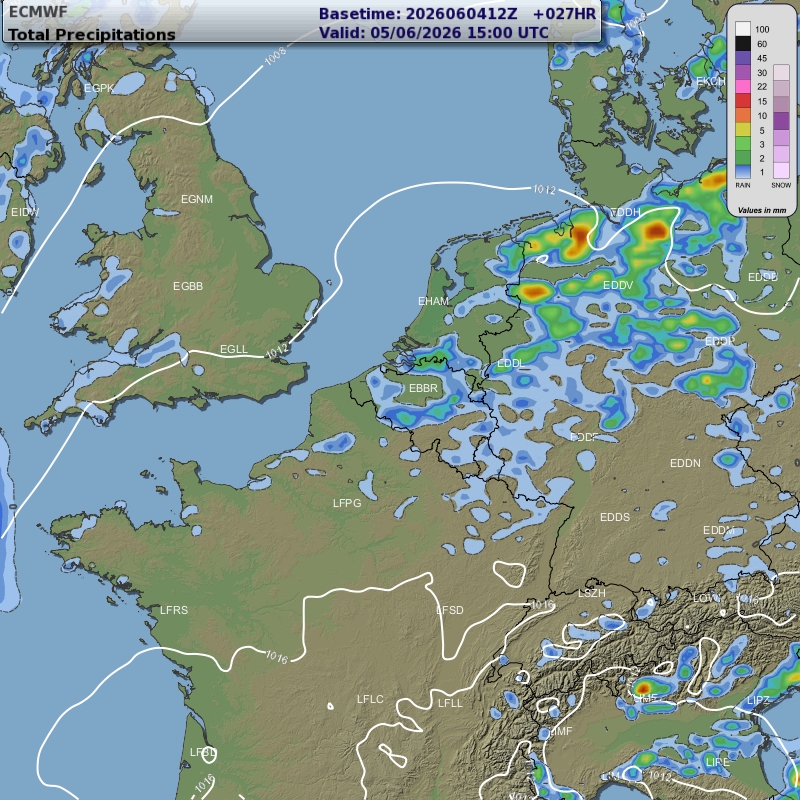 ECMWF
Basetime: 2026060412Z +027HR
Total Precipitations
Valid: 05/06/2026 15:00 UTC
100
60
45
30
22
15
10
5
3
2
1
RAIN SNOW
Values in mm
1008
EGPK
EKCH
EGNM
1012
EIDW
EDDH
EGBB
EDDV
EDDB
EHAM
EGLL
1012
EDDP
EDDL
EBBR
EDDF
EDDN
LFPG
EDDS
EDDM
LSZH
LOWI
1016
LFRS
LFSD
1016
1016
LFLC
LFLL
LIMC
LIPZ
LIMF
LFBD
LIPE
1012
1016